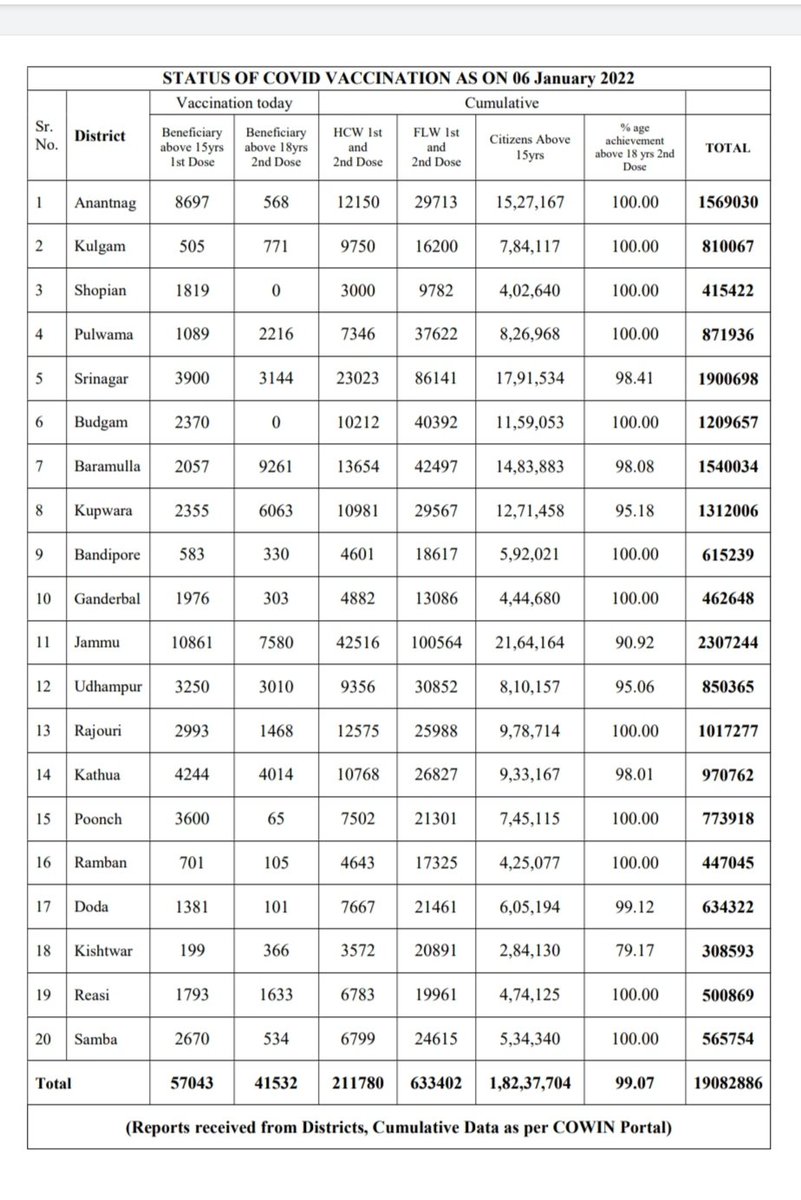 STATUS OF COVID VACCINATION AS ON 06 January 2022
Sr. No. District Vaccination today Cumulative
Beneficiary above 15yrs 1st Dose Beneficiary above 18yrs 2nd Dose HCW 1st and 2nd Dose FLW 1st and 2nd Dose Citizens Above 15yrs % age achievement above 18 yrs 2nd Dose TOTAL
1 Anantnag 8697 568 12150 29713 15,27,167 100.00 1569030
2 Kulgam 505 771 9750 16200 7,84,117 100.00 810067
3 Shopian 1819 0 3000 9782 4,02,640 100.00 415422
4 Pulwama 1089 2216 7346 37622 8,26,968 100.00 871936
5 Srinagar 3900 3144 23023 86141 17,91,534 98.41 1900698
6 Budgam 2370 0 10212 40392 11,59,053 100.00 1209657
7 Baramulla 2057 9261 13654 42497 14,83,883 98.08 1540034
8 Kupwara 2355 6063 10981 29567 12,71,458 95.18 1312006
9 Bandipore 583 330 4601 18617 5,92,021 100.00 615239
10 Ganderbal 1976 303 4882 13086 4,44,680 100.00 462648
11 Jammu 10861 7580 42516 100564 21,64,164 90.92 2307244
12 Udhampur 3250 3010 9356 30852 8,10,157 95.06 850365
13 Rajouri 2993 1468 12575 25988 9,78,714 100.00 1017277
14 Kathua 4244 4014 10768 26827 9,33,167 98.01 970762
15 Poonch 3600 65 7502 21301 7,45,115 100.00 773918
16 Ramban 701 105 4643 17325 4,25,077 100.00 447045
17 Doda 1381 101 7667 21461 6,05,194 99.12 634322
18 Kishtwar 199 366 3572 20891 2,84,130 79.17 308593
19 Reasi 1793 1633 6783 19961 4,74,125 100.00 500869
20 Samba 2670 534 6799 24615 5,34,340 100.00 565754
Total 57043 41532 211780 633402 1,82,37,704 99.07 19082886
(Reports received from Districts, Cumulative Data as per COWIN Portal)